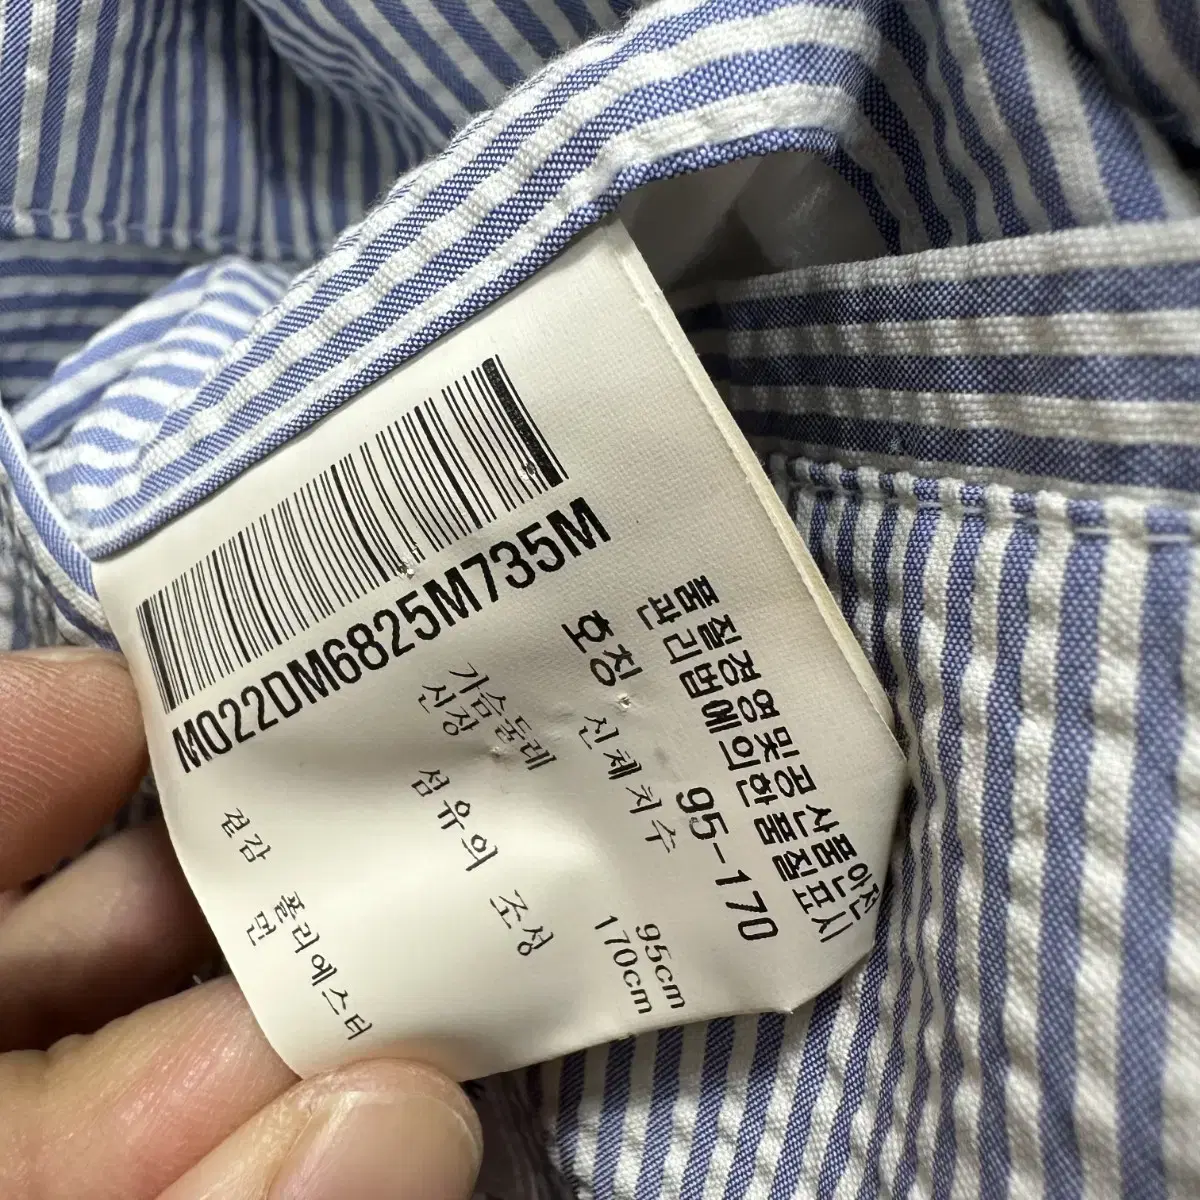 품질경영및공산품안전
관리법에의한품질표시
호칭 95-170
신체치수
가슴둘레 95cm
신장 170cm
섬유의 조성
겉감 폴리에스터
면
M022DM6825M735M